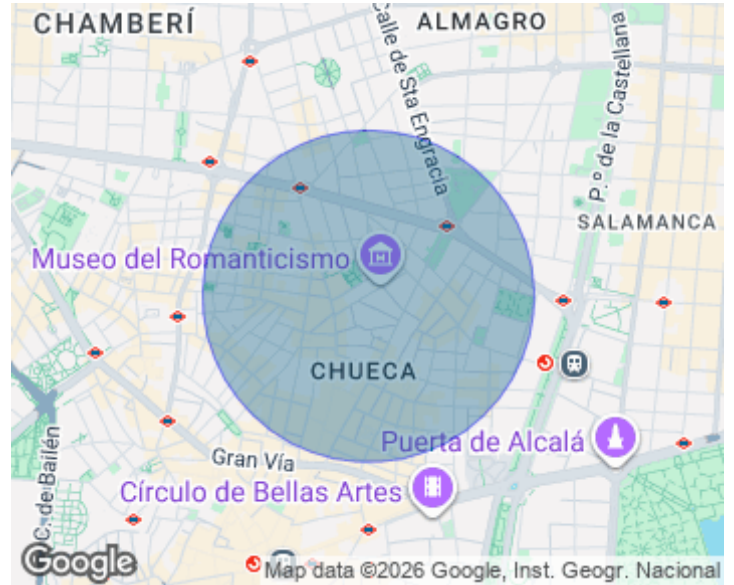 CHAMBERÍ
ALMAGRO
Calle de Sta Engracia
P.º de la Castellana
SALAMANCA
Museo del Romanticismo
CHUECA
Puerta de Alcalá
Gran Vía
Círculo de Bellas Artes
C. de Bailén
Google
Map data ©2026 Google, Inst. Geogr. Nacional